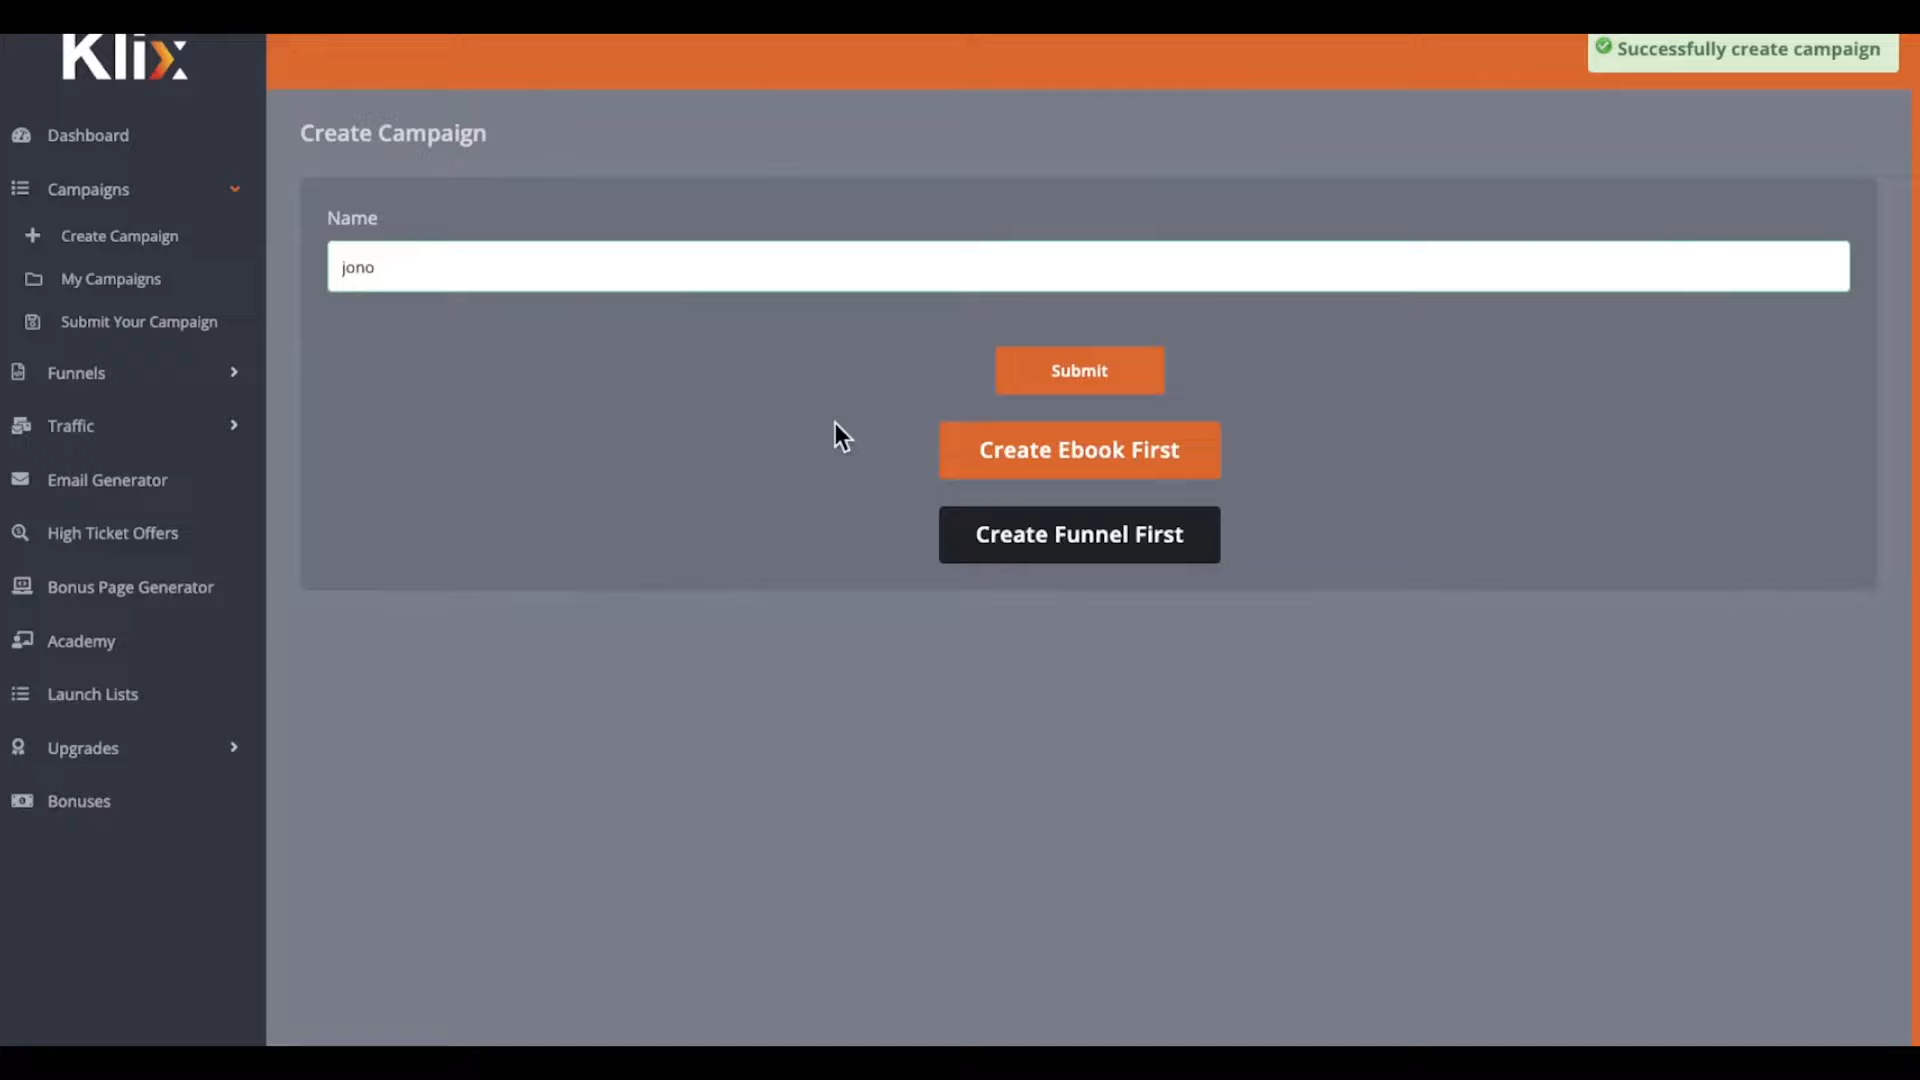 Klix
Successfully create campaign
Dashboard
Campaigns
Create Campaign
My Campaigns
Submit Your Campaign
Funnels
Traffic
Email Generator
High Ticket Offers
Bonus Page Generator
Academy
Launch Lists
Upgrades
Bonuses
Create Campaign
Name
jono
Submit
Create Ebook First
Create Funnel First